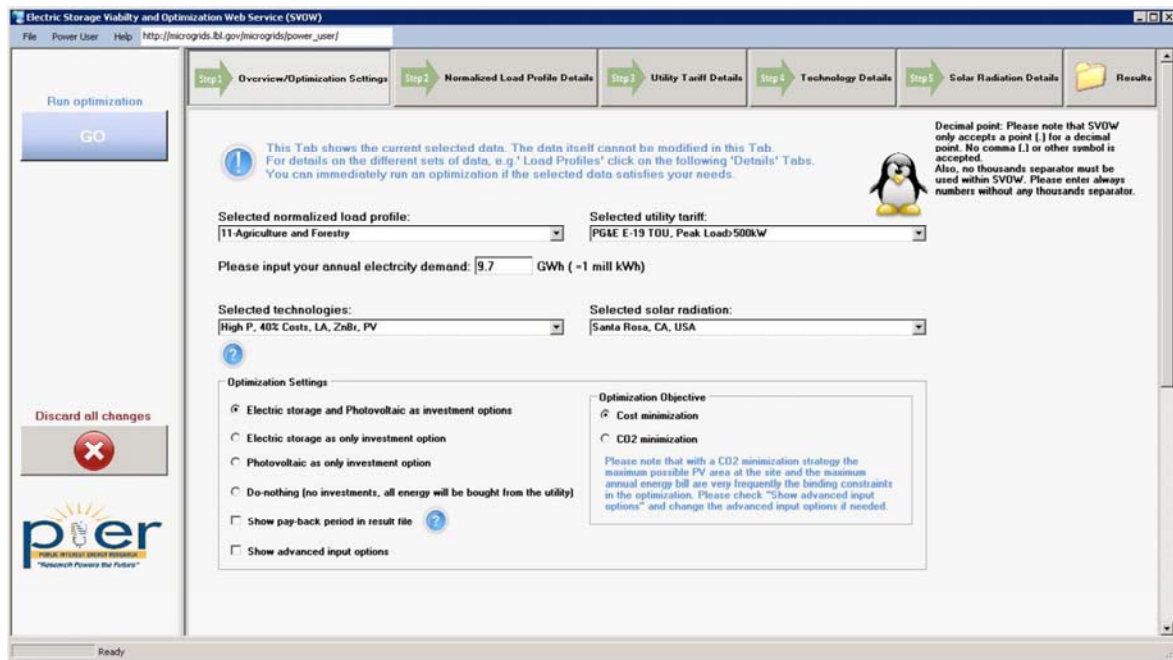 Electric Storage Viabilty and Optimization Web Service (SVOW)
File Power User Help http://microgrids.lbl.gov/microgrids/power_user/
Run optimization
GO
Discard all changes
pier
PUBLIC INTEREST ENERGY RESEARCH
"Research Powers the Future"
Step 1 Overview/Optimization Settings
Step 2 Normalized Load Profile Details
Step 3 Utility Tariff Details
Step 4 Technology Details
Step 5 Solar Radiation Details
Results
This Tab shows the current selected data. The data itself cannot be modified in this Tab.
For details on the different sets of data, e.g.' Load Profiles' click on the following 'Details' Tabs.
You can immediately run an optimization if the selected data satisfies your needs.
Decimal point: Please note that SVOW
only accepts a point (.) for a decimal
point. No comma (,) or other symbol is
accepted.
Also, no thousands separator must be
used within SVOW. Please enter always
numbers without any thousands separator.
Selected normalized load profile:
11-Agriculture and Forestry
Selected utility tariff:
PG&E E-19 TOU, Peak Load>500kW
Please input your annual electrcity demand: 9.7 GWh ( =1 mill kWh)
Selected technologies:
High P, 40% Costs, LA, ZnBr, PV
Selected solar radiation:
Santa Rosa, CA, USA
Optimization Settings
Electric storage and Photovoltaic as investment options
Electric storage as only investment option
Photovoltaic as only investment option
Do-nothing (no investments, all energy will be bought from the utility)
Show pay-back period in result file
Show advanced input options
Optimization Objective
Cost minimization
CO2 minimization
Please note that with a CO2 minimization strategy the
maximum possible PV area at the site and the maximum
annual energy bill are very frequently the binding constraints
in the optimization. Please check "Show advanced input
options" and change the advanced input options if needed.
Ready